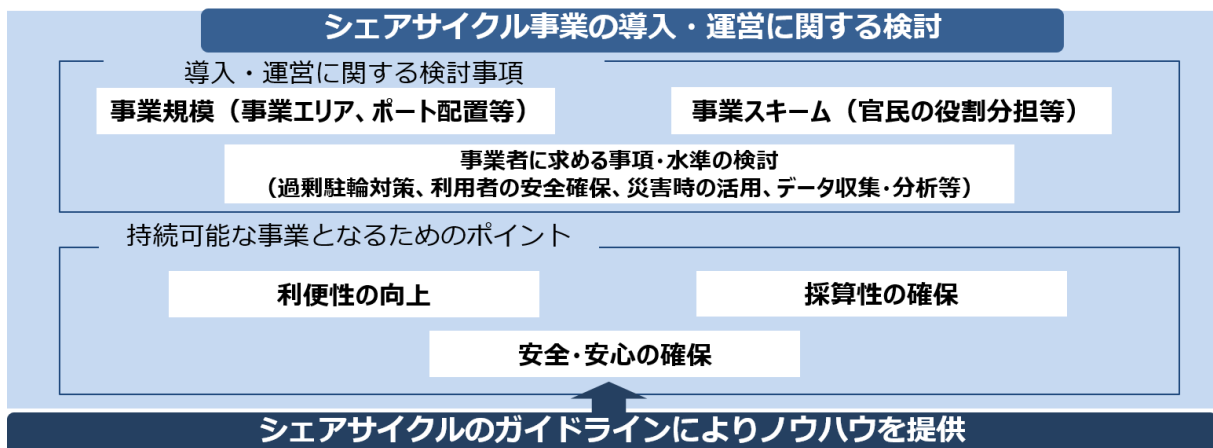 シェアサイクル事業の導入・運営に関する検討
導入・運営に関する検討事項
事業規模（事業エリア、ポート配置等）
事業スキーム（官民の役割分担等）
事業者に求める事項・水準の検討
（過剰駐輪対策、利用者の安全確保、災害時の活用、データ収集・分析等）
持続可能な事業となるためのポイント
利便性の向上
採算性の確保
安全・安心の確保
シェアサイクルのガイドラインによりノウハウを提供